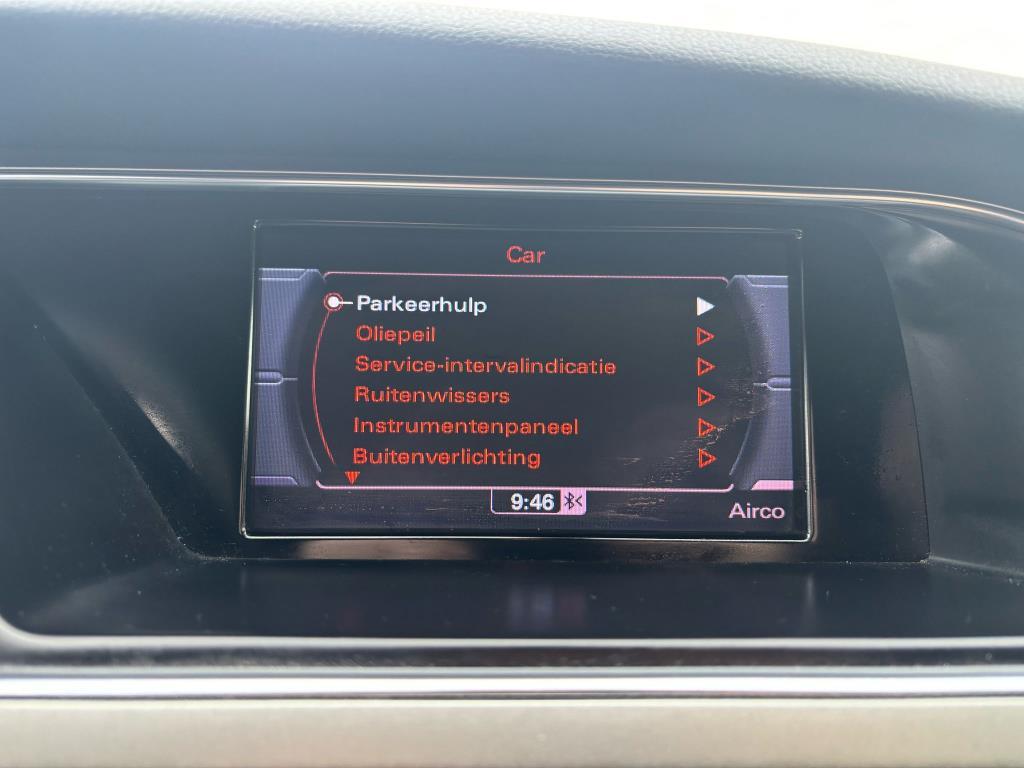 Car
Parkeerhulp
Oliepeil
Service-intervalindicatie
Ruitenwissers
Instrumentenpaneel
Buitenverlichting
9:46
Airco